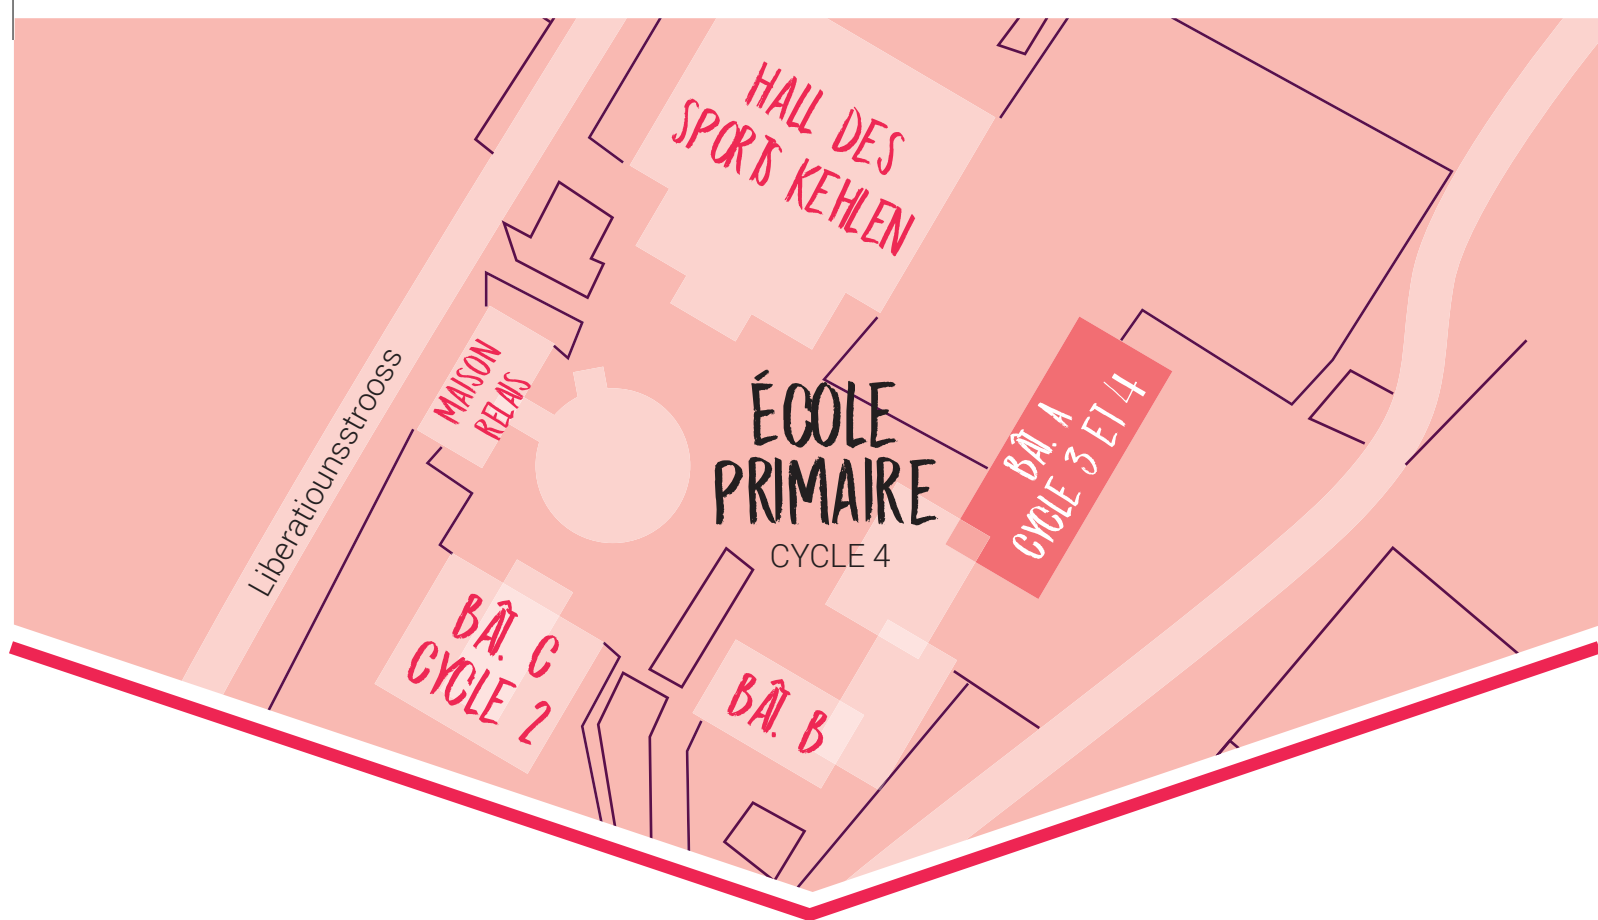 HALL DES
SPORTS KEHLEN
MAISON
RELAIS
Liberatiounsstrooss
ÉCOLE
PRIMAIRE
CYCLE 4
BÂT. A
CYCLE 3 ET 4
BÂT. C
CYCLE 2
BÂT. B